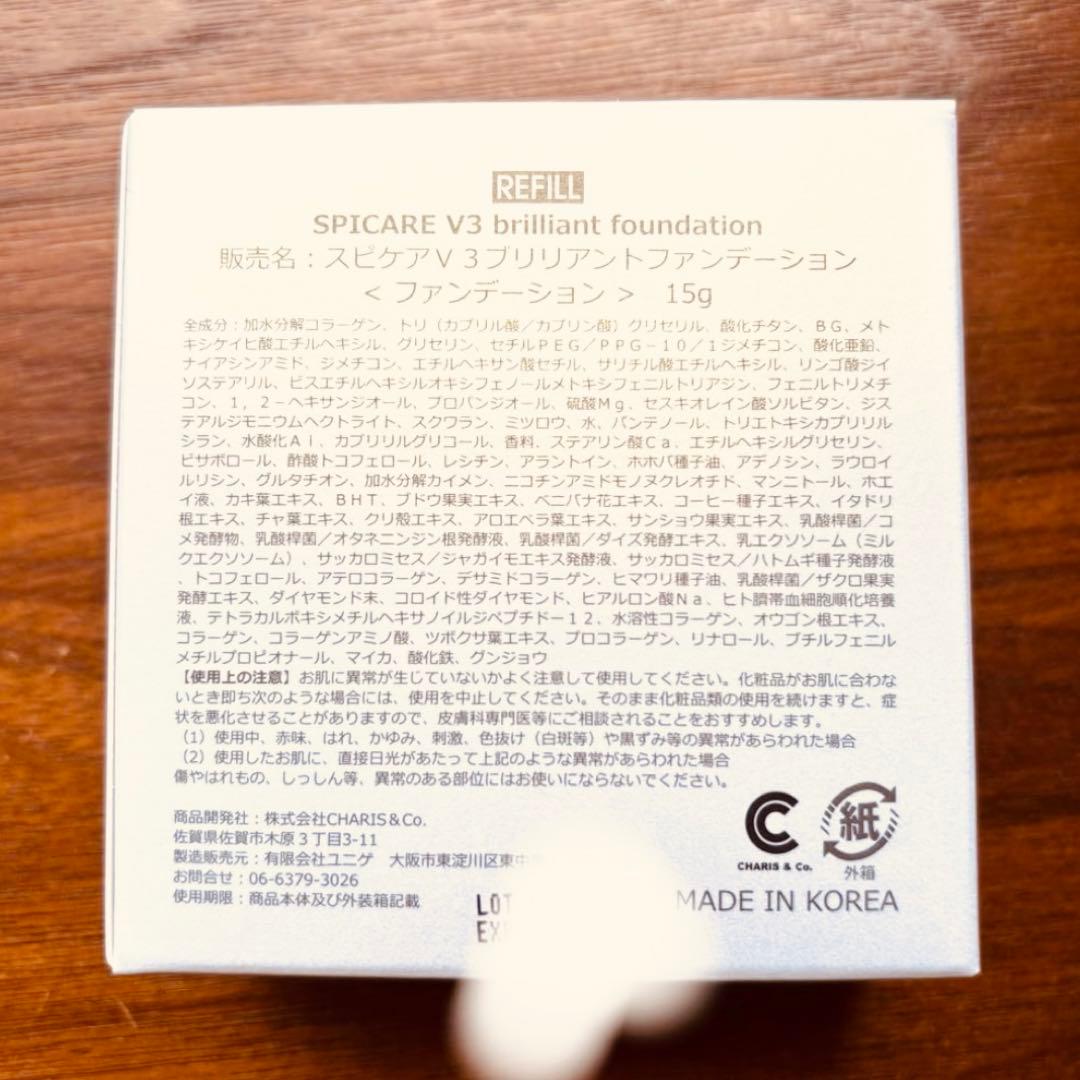 REFILL
SPICARE V3 brilliant foundation
販売名：スピケアV３ブリリアントファンデーション
＜ファンデーション＞ 15g
全成分：加水分解コラーゲン、トリ（カプリル酸／カプリン酸）グリセリル、酸化チタン、ＢＧ、メト
キシケイヒ酸エチルヘキシル、グリセリン、セチルＰＥＧ／ＰＰＧ－１０／１ジメチコン、酸化亜鉛、
ナイアシンアミド、ジメチコン、エチルヘキサン酸セチル、サリチル酸エチルヘキシル、リンゴ酸ジイ
ソステアリル、ビスエチルヘキシルオキシフェノールメトキシフェニルトリアジン、フェニルトリメチ
コン、１，２－ヘキサンジオール、プロパンジオール、硫酸Ｍｇ、セスキオレイン酸ソルビタン、ジス
テアルジモニウムヘクトライト、スクワラン、ミツロウ、水、パンテノール、トリエトキシカプリリル
シラン、水酸化Ａｌ、カプリリルグリコール、香料、ステアリン酸Ｃａ、エチルヘキシルグリセリン、
ビサボロール、酢酸トコフェロール、レシチン、アラントイン、ホホバ種子油、アデノシン、ラウロイ
ルリシン、グルタチオン、加水分解カイメン、ニコチンアミドモノヌクレオチド、マンニトール、ホエ
イ液、カキ葉エキス、ＢＨＴ、ブドウ果実エキス、ベニバナ花エキス、コーヒー種子エキス、イタドリ
根エキス、チャ葉エキス、クリ殻エキス、アロエベラ葉エキス、サンショウ果実エキス、乳酸桿菌／コ
メ発酵物、乳酸桿菌／オタネニンジン根発酵液、乳酸桿菌／ダイズ発酵エキス、乳エクソソーム（ミル
クエクソソーム）、サッカロミセス／ジャガイモエキス発酵液、サッカロミセス／ハトムギ種子発酵液
、トコフェロール、アテロコラーゲン、デサミドコラーゲン、ヒマワリ種子油、乳酸桿菌／ザクロ果実
発酵エキス、ダイヤモンド末、コロイド性ダイヤモンド、ヒアルロン酸Ｎａ、ヒト臍帯血細胞順化培養
液、テトラカルボキシメチルヘキサノイルジペプチド－１２、水溶性コラーゲン、オウゴン根エキス、
コラーゲン、コラーゲンアミノ酸、ツボクサ葉エキス、プロコラーゲン、リナロール、ブチルフェニル
メチルプロピオナール、マイカ、酸化鉄、グンジョウ
【使用上の注意】お肌に異常が生じていないかよく注意して使用してください。化粧品がお肌に合わな
いとき即ち次のような場合には、使用を中止してください。そのまま化粧品類の使用を続けますと、症
状を悪化させることがありますので、皮膚科専門医等にご相談されることをおすすめします。
（1）使用中、赤味、はれ、かゆみ、刺激、色抜け（白斑等）や黒ずみ等の異常があらわれた場合
（2）使用したお肌に、直接日光があたって上記のような異常があらわれた場合
傷やはれもの、しっしん等、異常のある部位にはお使いにならないでください。
商品開発社：株式会社CHARIS＆Co.
佐賀県佐賀市木原３丁目3-11
製造販売元：有限会社ユニゲ 大阪市東淀川区東中
お問合せ：06-6379-3026
使用期限：商品本体及び外装箱記載
CHARIS & Co.
紙
外箱
LOT
EX
MADE IN KOREA